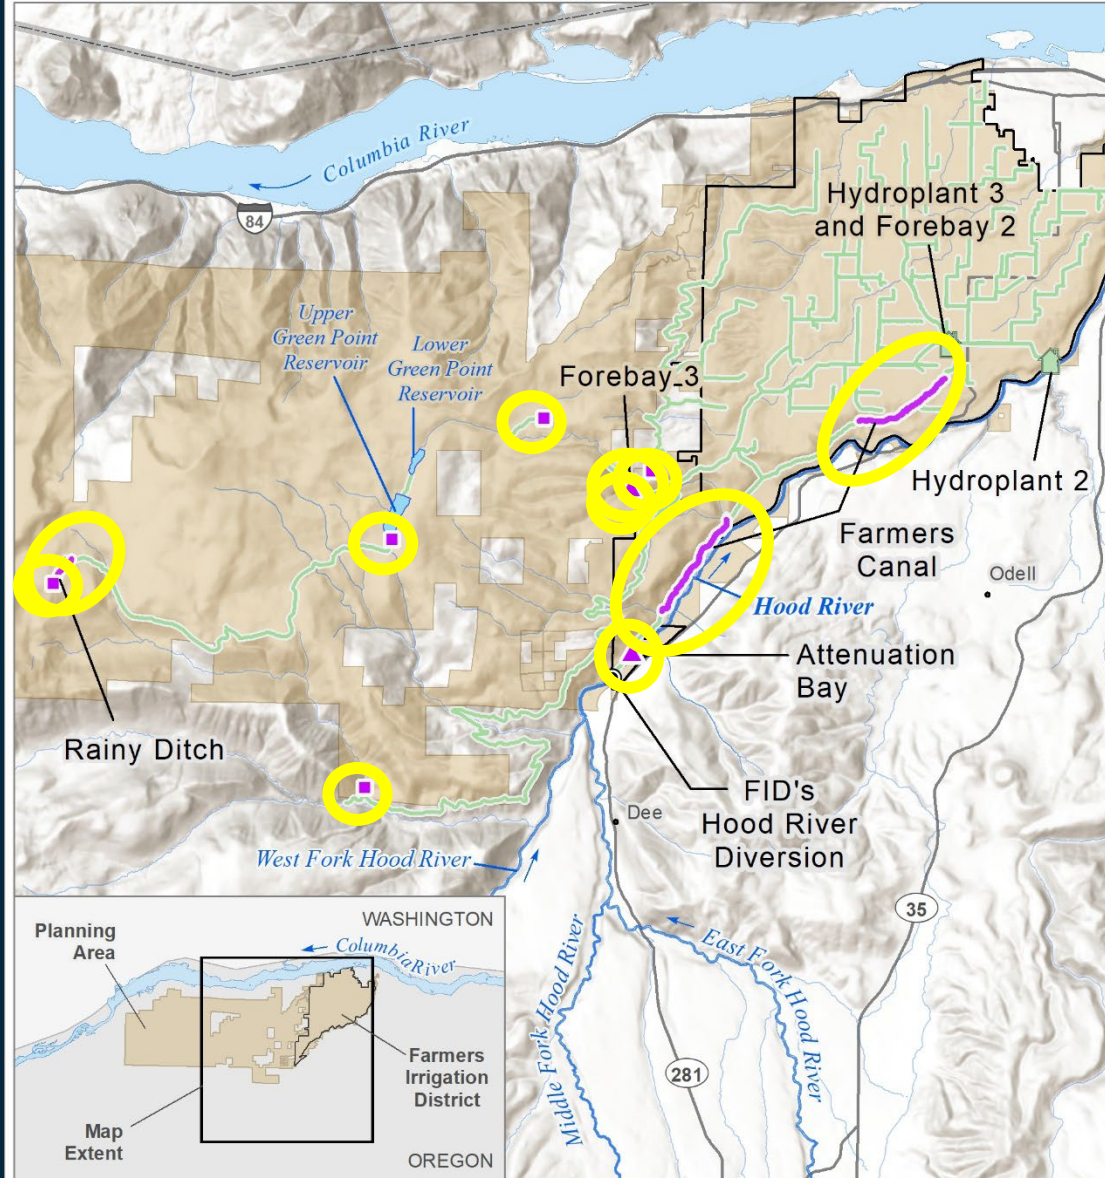 Columbia River
84
Hydroplant 3
and Forebay 2
Upper
Green Point
Reservoir
Lower
Green Point
Reservoir
Forebay 3
Hydroplant 2
Farmers
Canal
Odell
Hood River
Attenuation
Bay
Rainy Ditch
FID's
Hood River
Diversion
Dee
West Fork Hood River
35
East Fork Hood River
Middle Fork Hood River
281
WASHINGTON
Planning
Area
Columbia River
Farmers
Irrigation
District
Map
Extent
OREGON